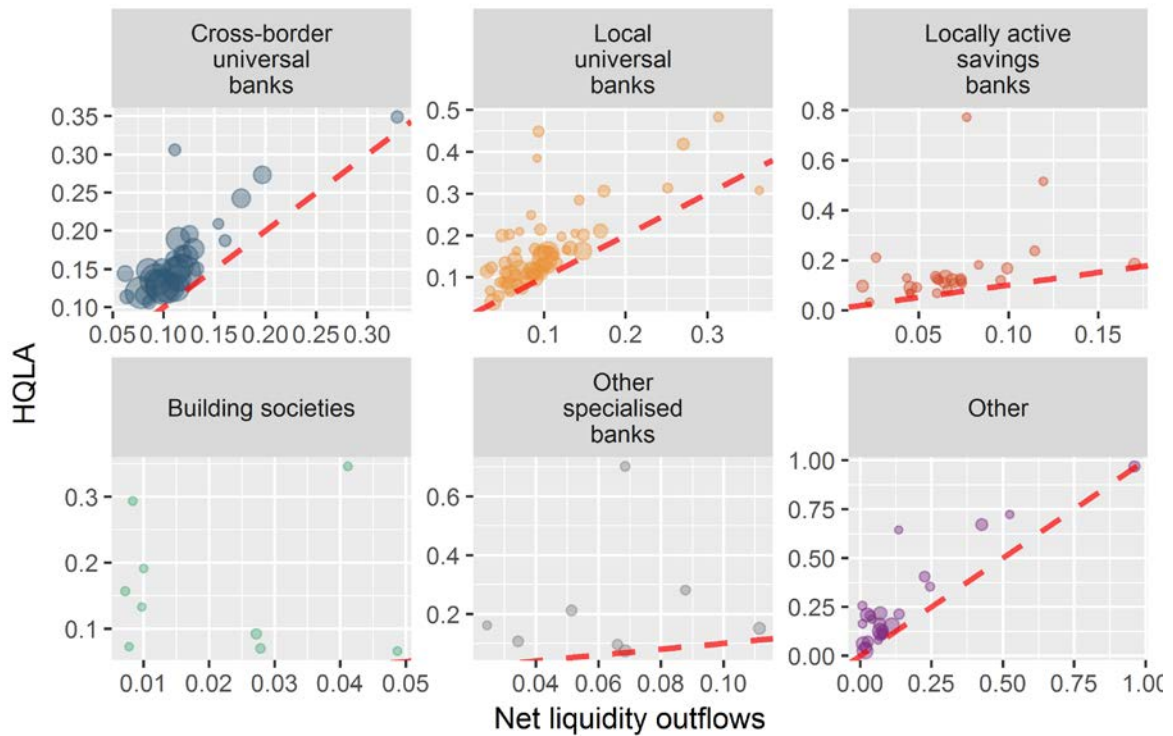 Cross-border
universal
banks
Local
universal
banks
Locally active
savings
banks
0.35
0.30
0.25
0.20
0.15
0.10
0.05 0.10 0.15 0.20 0.25 0.30
0.5
0.4
0.3
0.2
0.1
0.1 0.2 0.3
0.8
0.6
0.4
0.2
0.0
0.05 0.10 0.15
HQLA
Building societies
Other
specialised
banks
Other
0.3
0.2
0.1
0.01 0.02 0.03 0.04 0.05
0.6
0.4
0.2
0.04 0.06 0.08 0.10
1.00
0.75
0.50
0.25
0.00
0.00 0.25 0.50 0.75 1.00
Net liquidity outflows